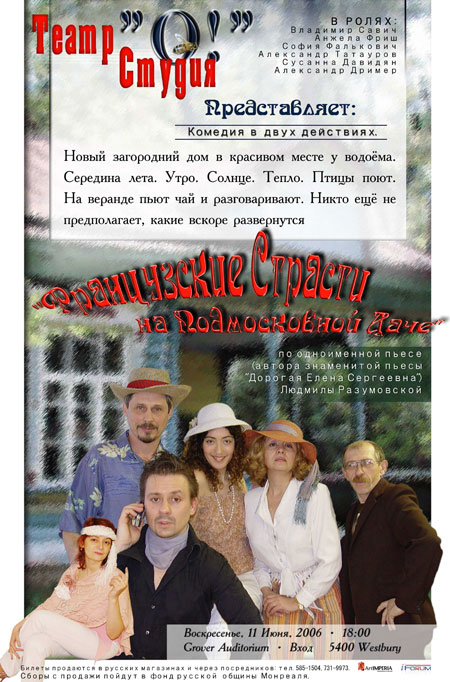 Театр "О!"
Студия
В РОЛЯХ:
Владимир Савич
Анжела Фриш
София Фалькович
Александр Татауров
Сусанна Давидян
Александр Дример
Представляет:
Комедия в двух действиях.
Новый загородний дом в красивом месте у водоёма.
Середина лета. Утро. Солнце. Тепло. Птицы поют.
На веранде пьют чай и разговаривают. Никто ещё не
предполагает, какие вскоре развернутся
"Французские Страсти
на Подмосковной Даче"
по одноименной пьесе
(автора знаменитой пьесы
"Дорогая Елена Сергеевна")
Людмилы Разумовской
Воскресенье, 11 Июня, 2006 • 18:00
Grover Auditorium • Вход 5400 Westbury
Билеты продаются в русских магазинах и через посредников: тел. 585-1504, 731-9973.
Сборы с продажи пойдут в фонд русской общины Монреаля.
ArtIMPERIA
iFORUM